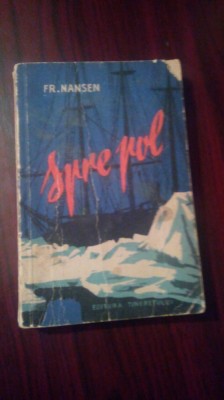 FR. NANSEN
Spre pol
EDITURA TINERETULUI